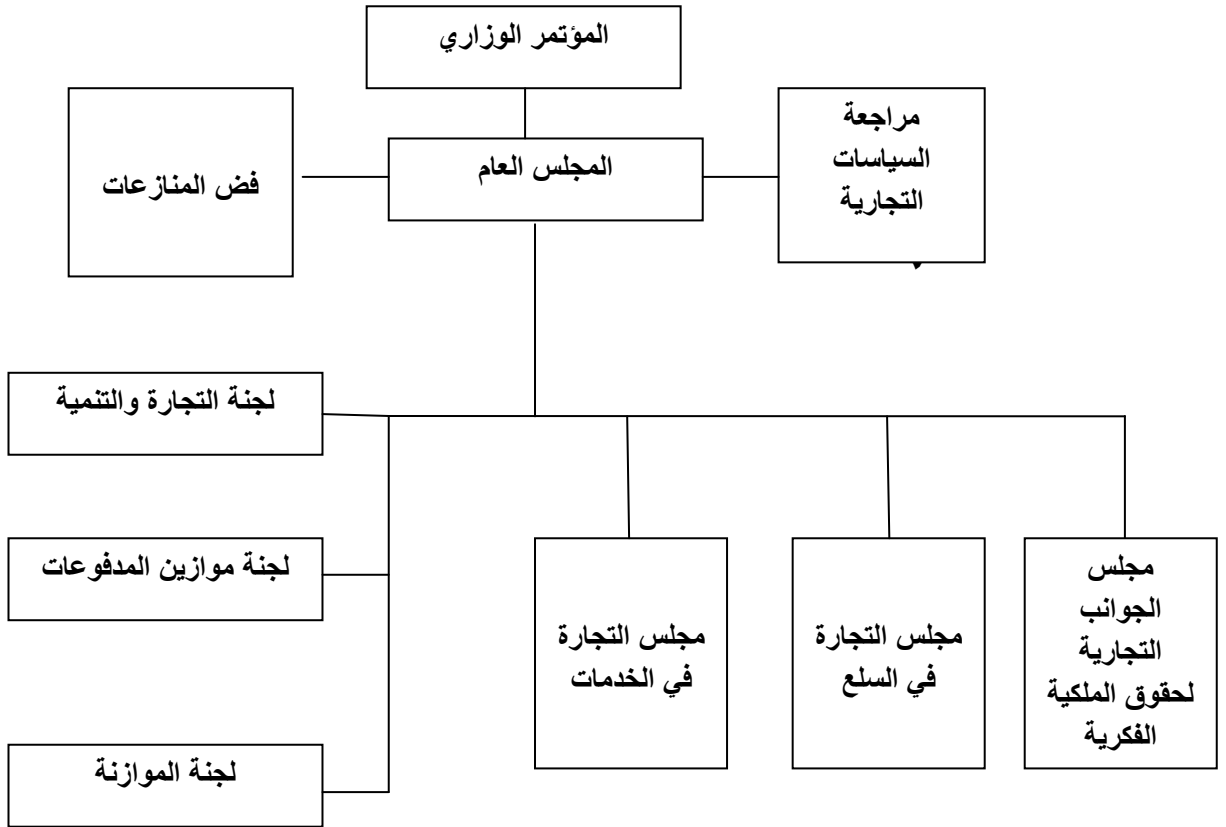 المؤتمر الوزاري
مراجعة
السياسات
التجارية
المجلس العام
فض المنازعات
لجنة التجارة والتنمية
لجنة موازين المدفوعات
لجنة الموازنة
مجلس
الجوانب
التجارية
لحقوق الملكية
الفكرية
مجلس التجارة
في السلع
مجلس التجارة
في الخدمات